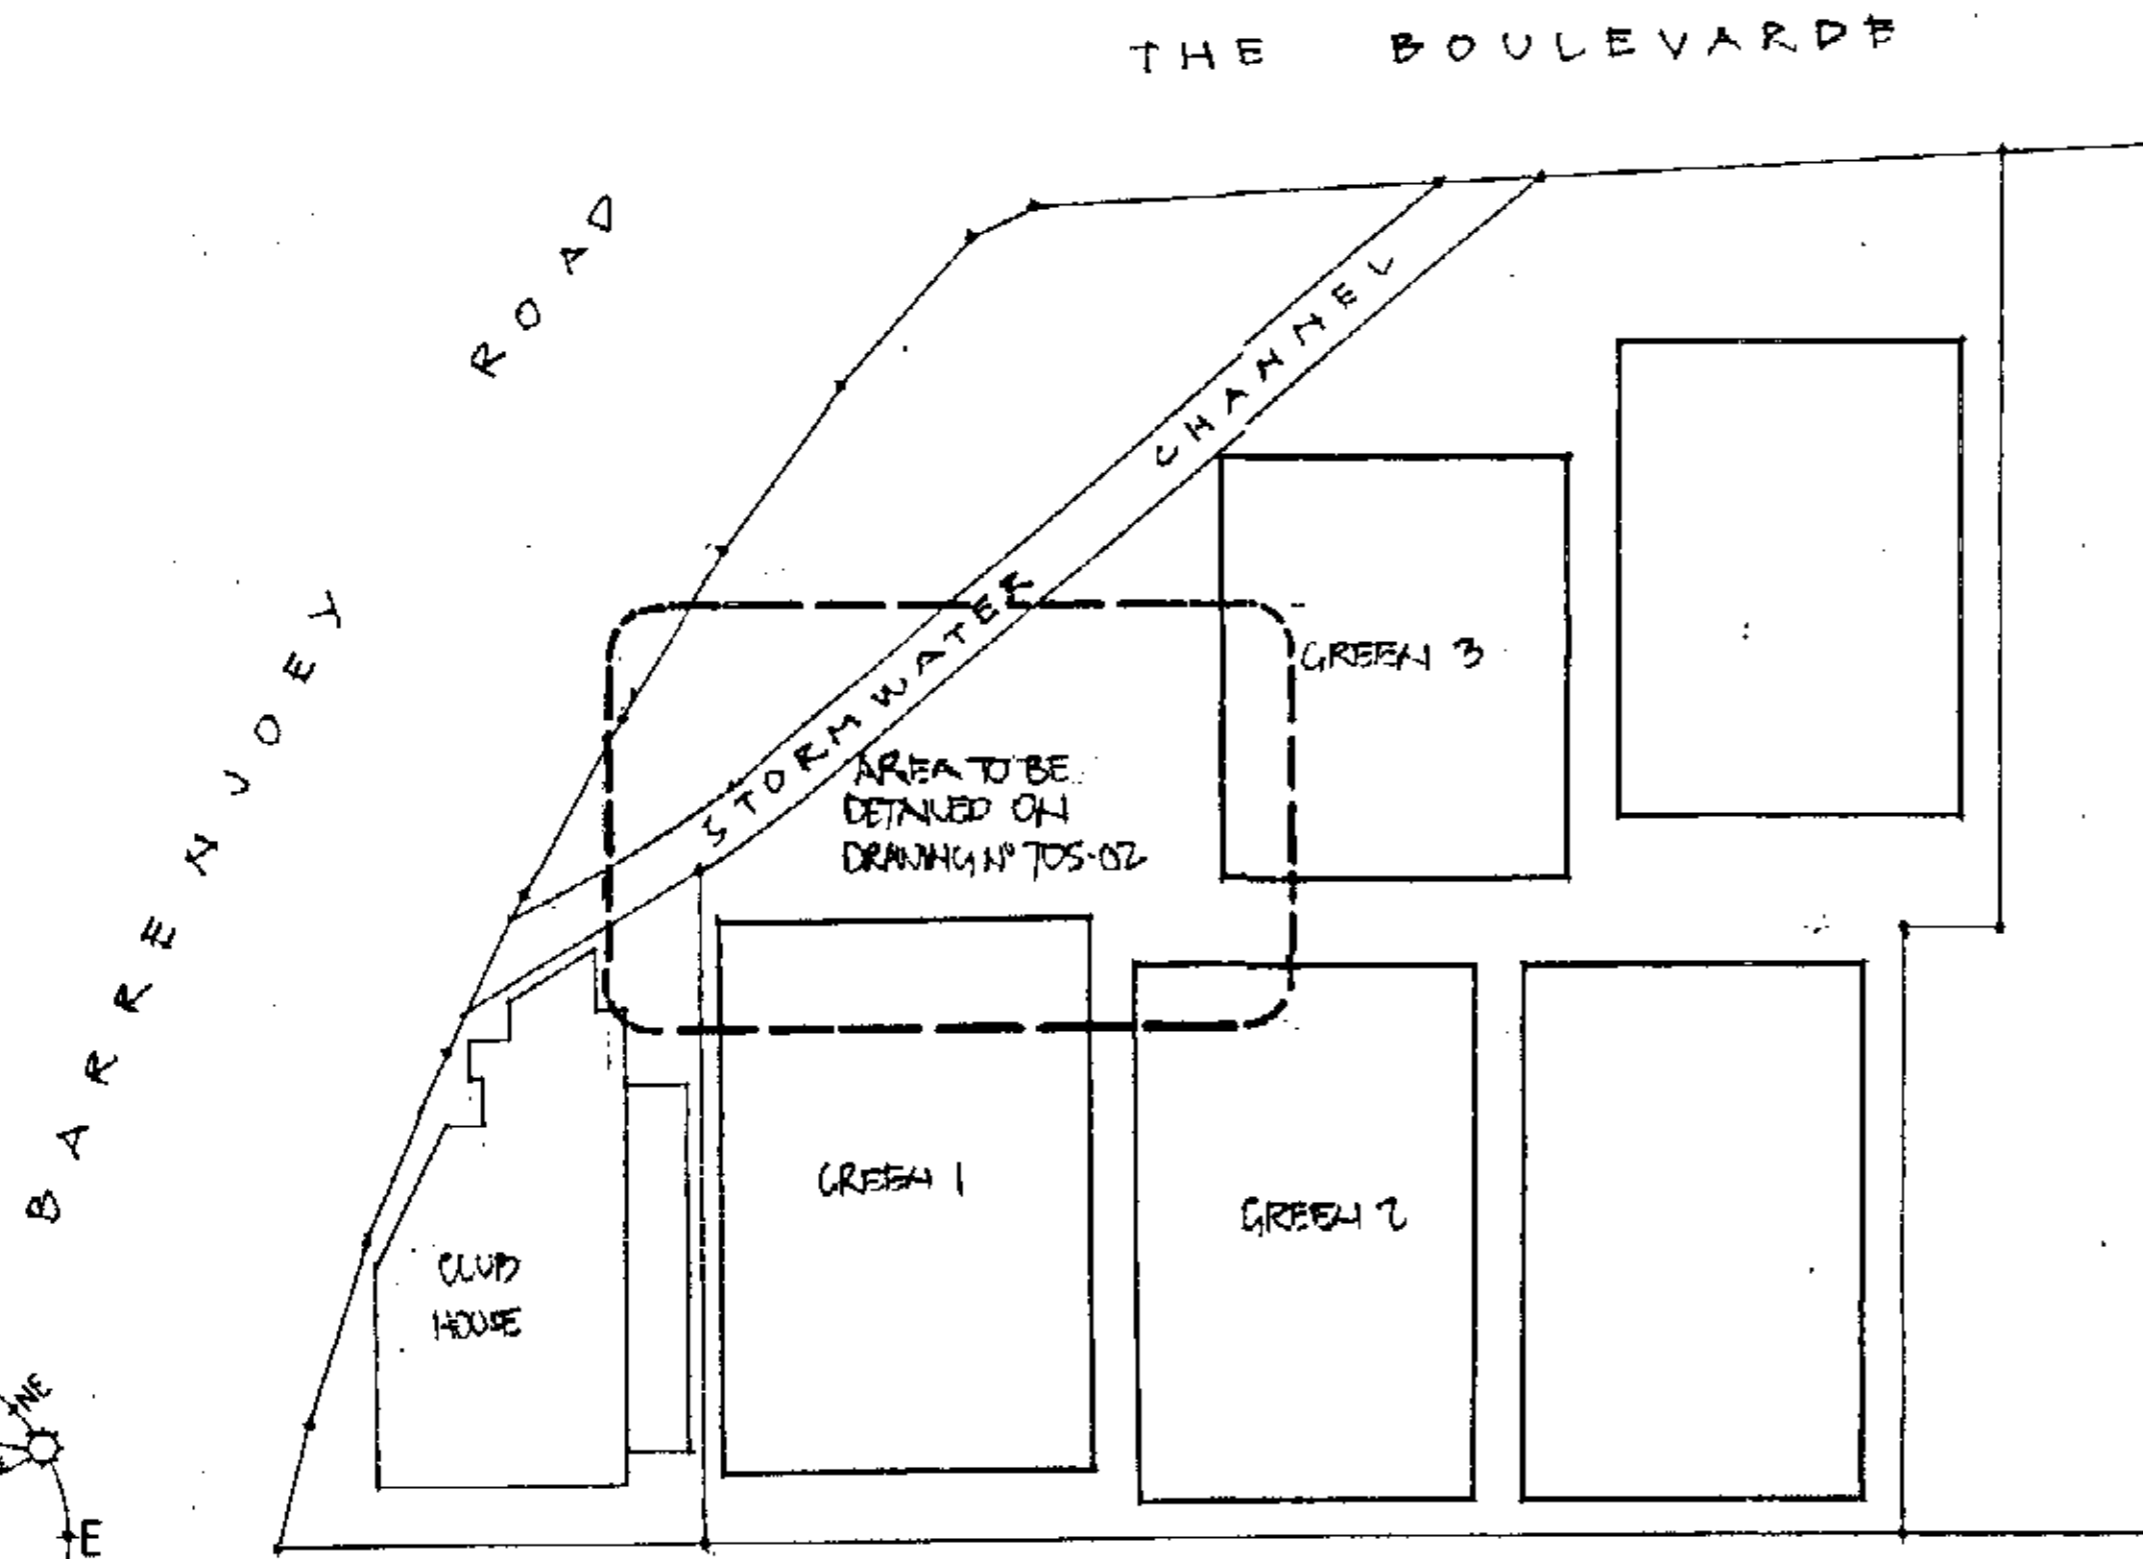 THE BOULEVARDE
BARRENJOEY ROAD
STORMWATER CHANNEL
GREEN 3
AREA TO BE
DETAILED ON
DRAWING Nº 705-02
GREEN 1
GREEN 2
CLUB
HOUSE
NE
E